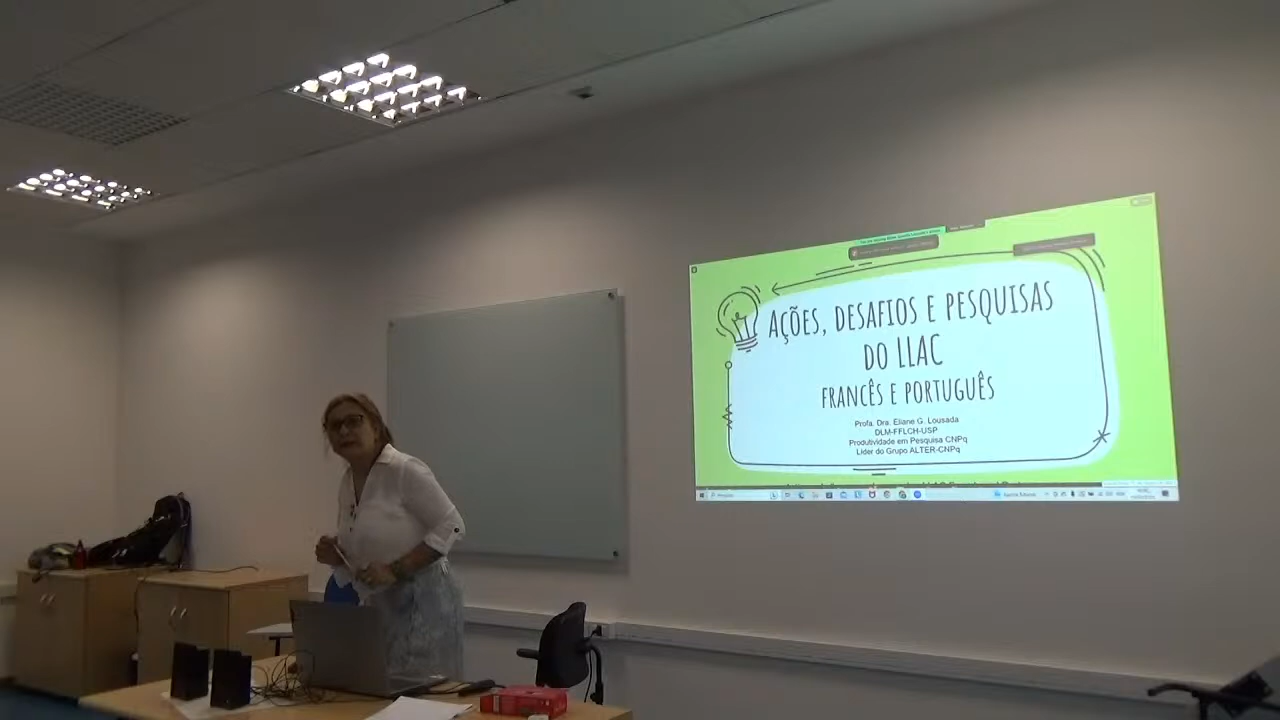 AÇÕES, DESAFIOS E PESQUISAS
DO LLAC
FRANCÊS E PORTUGUÊS
Profa. Dra. Eliane G. Lousada
DLM-FFLCH-USP
Produtividade em Pesquisa CNPq
Líder do Grupo ALTER-CNPq